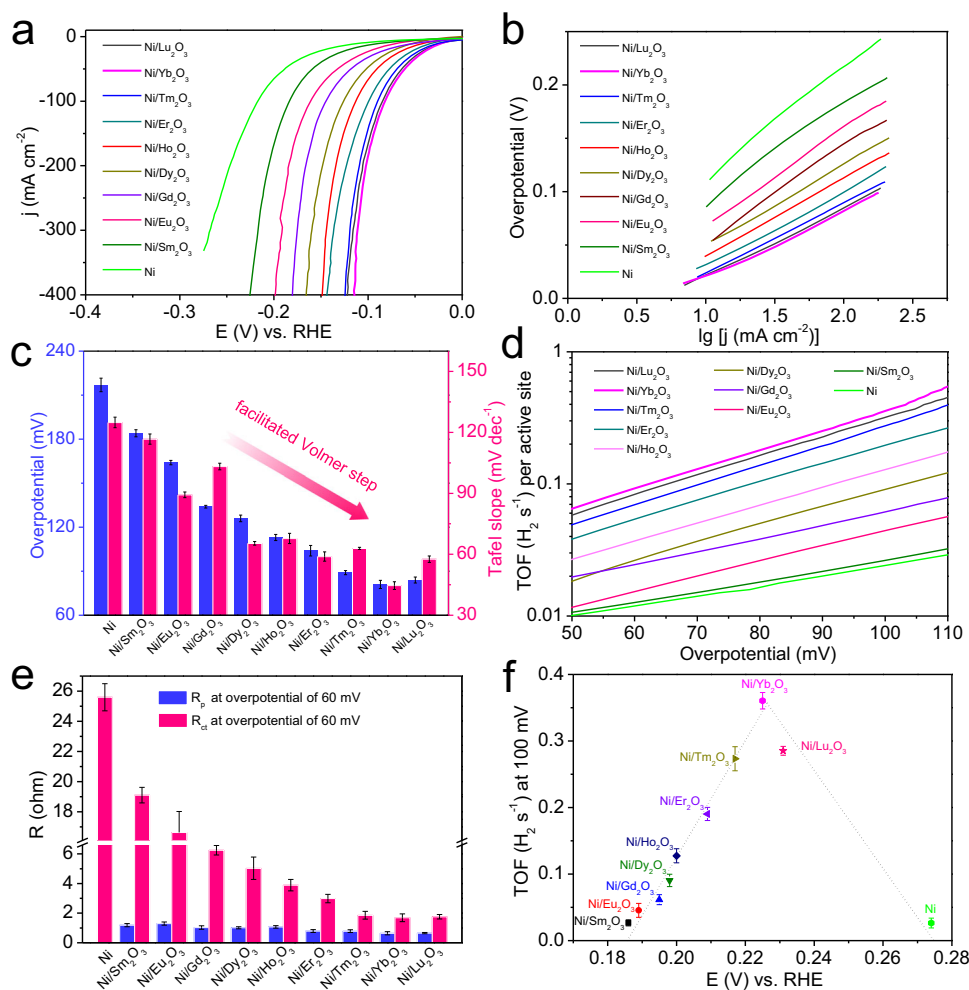 a
Ni/Lu₂O₃
Ni/Yb₂O₃
Ni/Tm₂O₃
Ni/Er₂O₃
Ni/Ho₂O₃
Ni/Dy₂O₃
Ni/Gd₂O₃
Ni/Eu₂O₃
Ni/Sm₂O₃
Ni
0
-100
-200
-300
-400
j (mA cm⁻²)
-0.4
-0.3
-0.2
-0.1
0.0
E (V) vs. RHE
b
Ni/Lu₂O₃
Ni/Yb₂O₃
Ni/Tm₂O₃
Ni/Er₂O₃
Ni/Ho₂O₃
Ni/Dy₂O₃
Ni/Gd₂O₃
Ni/Eu₂O₃
Ni/Sm₂O₃
Ni
0.2
0.1
0.0
Overpotential (V)
0.0
0.5
1.0
1.5
2.0
2.5
lg [j (mA cm⁻²)]
c
240
180
120
60
Overpotential (mV)
facilitated Volmer step
150
120
90
60
30
Tafel slope (mV dec⁻¹)
Ni
Ni/Sm₂O₃
Ni/Eu₂O₃
Ni/Gd₂O₃
Ni/Dy₂O₃
Ni/Ho₂O₃
Ni/Er₂O₃
Ni/Tm₂O₃
Ni/Yb₂O₃
Ni/Lu₂O₃
d
Ni/Lu₂O₃
Ni/Yb₂O₃
Ni/Tm₂O₃
Ni/Er₂O₃
Ni/Ho₂O₃
Ni/Dy₂O₃
Ni/Gd₂O₃
Ni/Eu₂O₃
Ni/Sm₂O₃
Ni
1
0.1
0.01
TOF (H₂ s⁻¹) per active site
50
60
70
80
90
100
110
Overpotential (mV)
e
Rₚ at overpotential of 60 mV
R_ct at overpotential of 60 mV
26
24
22
20
18
6
4
2
0
R (ohm)
Ni
Ni/Sm₂O₃
Ni/Eu₂O₃
Ni/Gd₂O₃
Ni/Dy₂O₃
Ni/Ho₂O₃
Ni/Er₂O₃
Ni/Tm₂O₃
Ni/Yb₂O₃
Ni/Lu₂O₃
f
Ni/Yb₂O₃
Ni/Lu₂O₃
Ni/Tm₂O₃
Ni/Er₂O₃
Ni/Ho₂O₃
Ni/Dy₂O₃
Ni/Gd₂O₃
Ni/Eu₂O₃
Ni/Sm₂O₃
Ni
0.4
0.3
0.2
0.1
0.0
TOF (H₂ s⁻¹) at 100 mV
0.18
0.20
0.22
0.24
0.26
0.28
E (V) vs. RHE